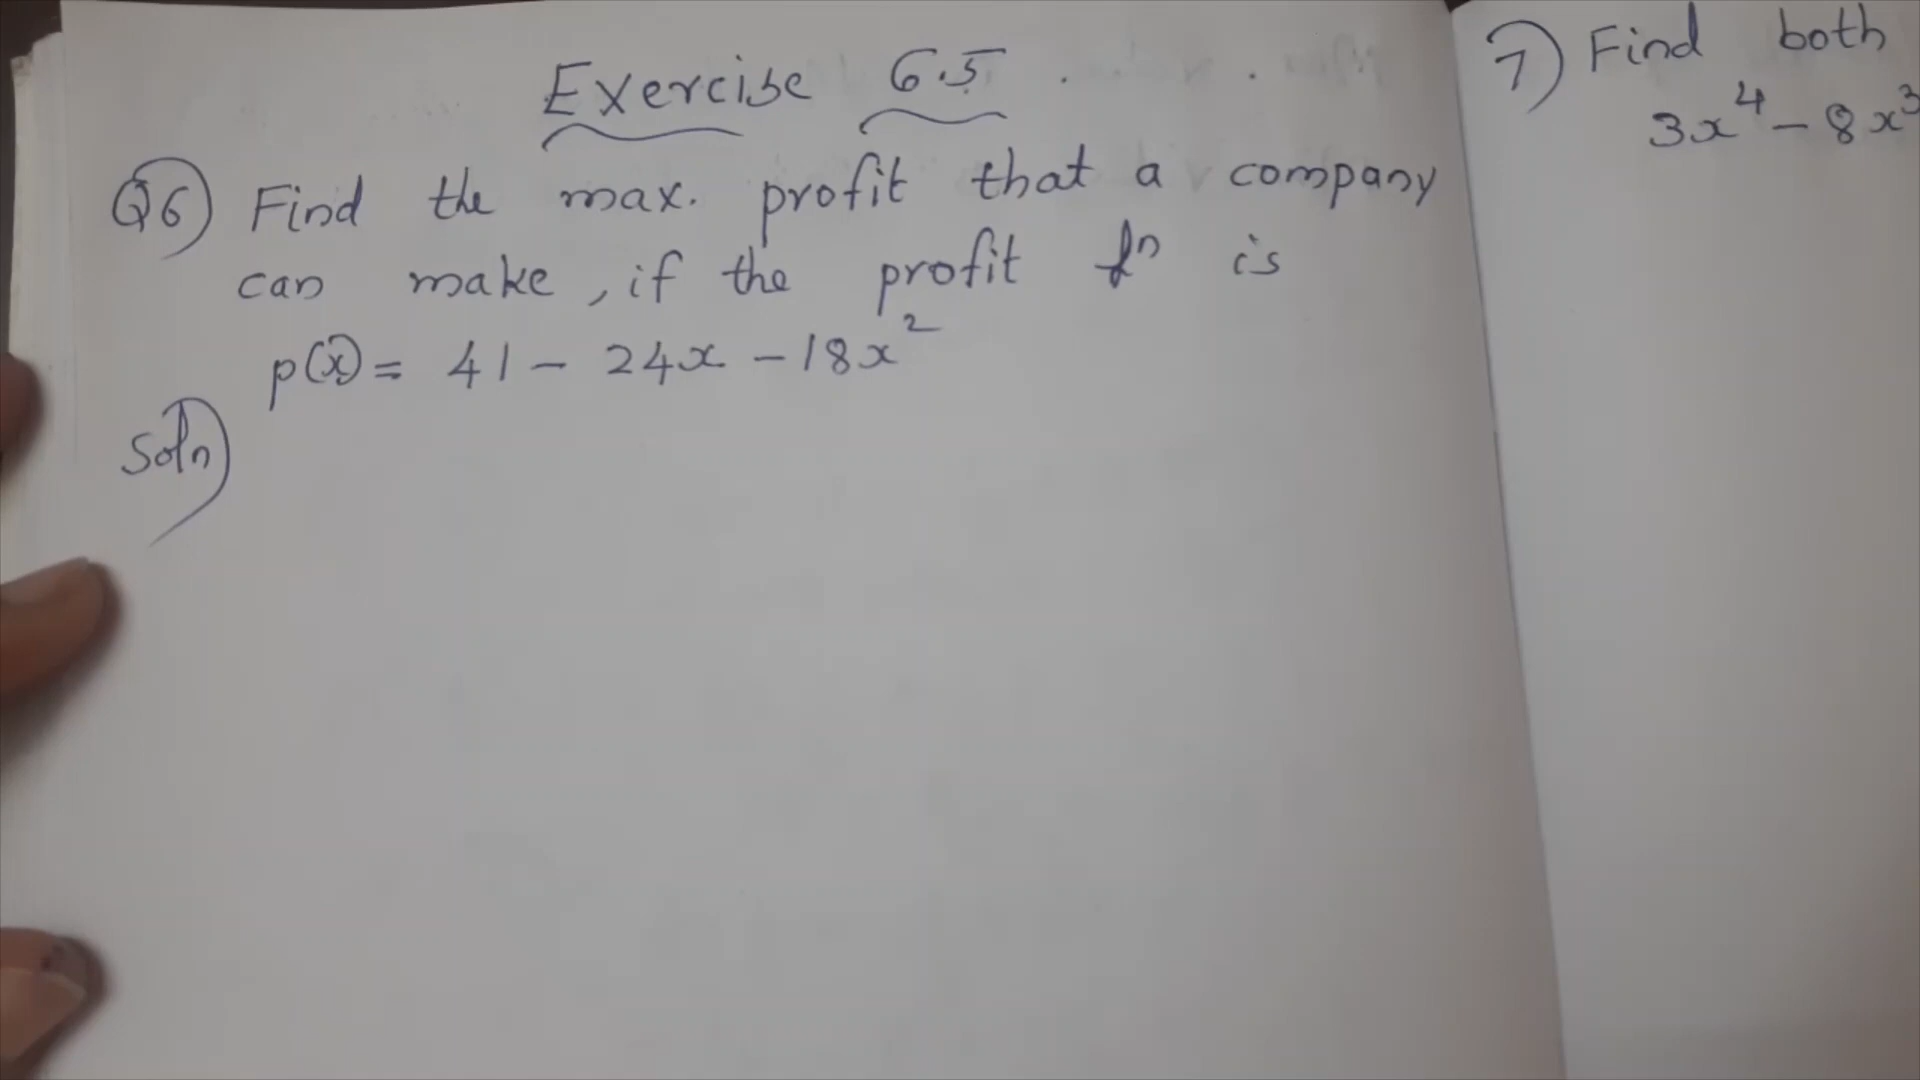 Exercise 6.5
Q6) Find the max. profit that a company
can make, if the profit fn is
p(x) = 41 - 24x - 18x²
Soln)
7) Find both
3x⁴ - 8x³